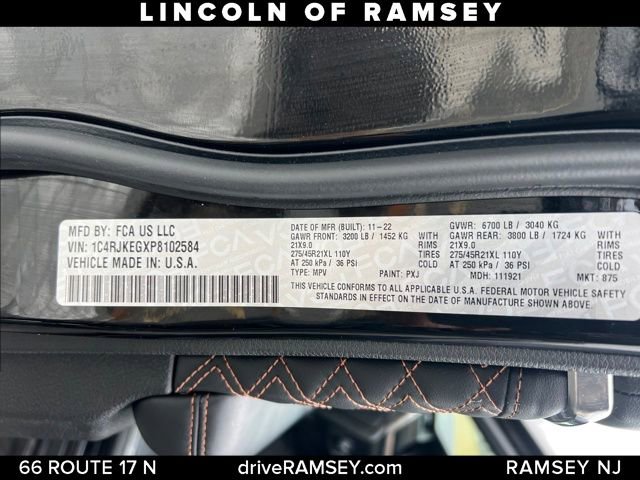 LINCOLN OF RAMSEY
MFD BY: FCA US LLC
VIN: 1C4RJKEGXP8102584
VEHICLE MADE IN: U.S.A.
DATE OF MFR (BUILT): 11-22 GVWR: 6700 LB / 3040 KG
GAWR FRONT: 3200 LB / 1452 KG WITH GAWR REAR: 3800 LB / 1724 KG WITH
21X9.0 RIMS 21X9.0 RIMS
275/45R21XL 110Y TIRES 275/45R21XL 110Y TIRES
AT 250 kPa / 36 PSI COLD AT 250 kPa / 36 PSI COLD
TYPE: MPV PAINT: PXJ MDH: 111921 MKT: 875
THIS VEHICLE CONFORMS TO ALL APPLICABLE U.S.A. FEDERAL MOTOR VEHICLE SAFETY
STANDARDS IN EFFECT ON THE DATE OF MANUFACTURE SHOWN ABOVE.
66 ROUTE 17 N driveRAMSEY.com RAMSEY NJ